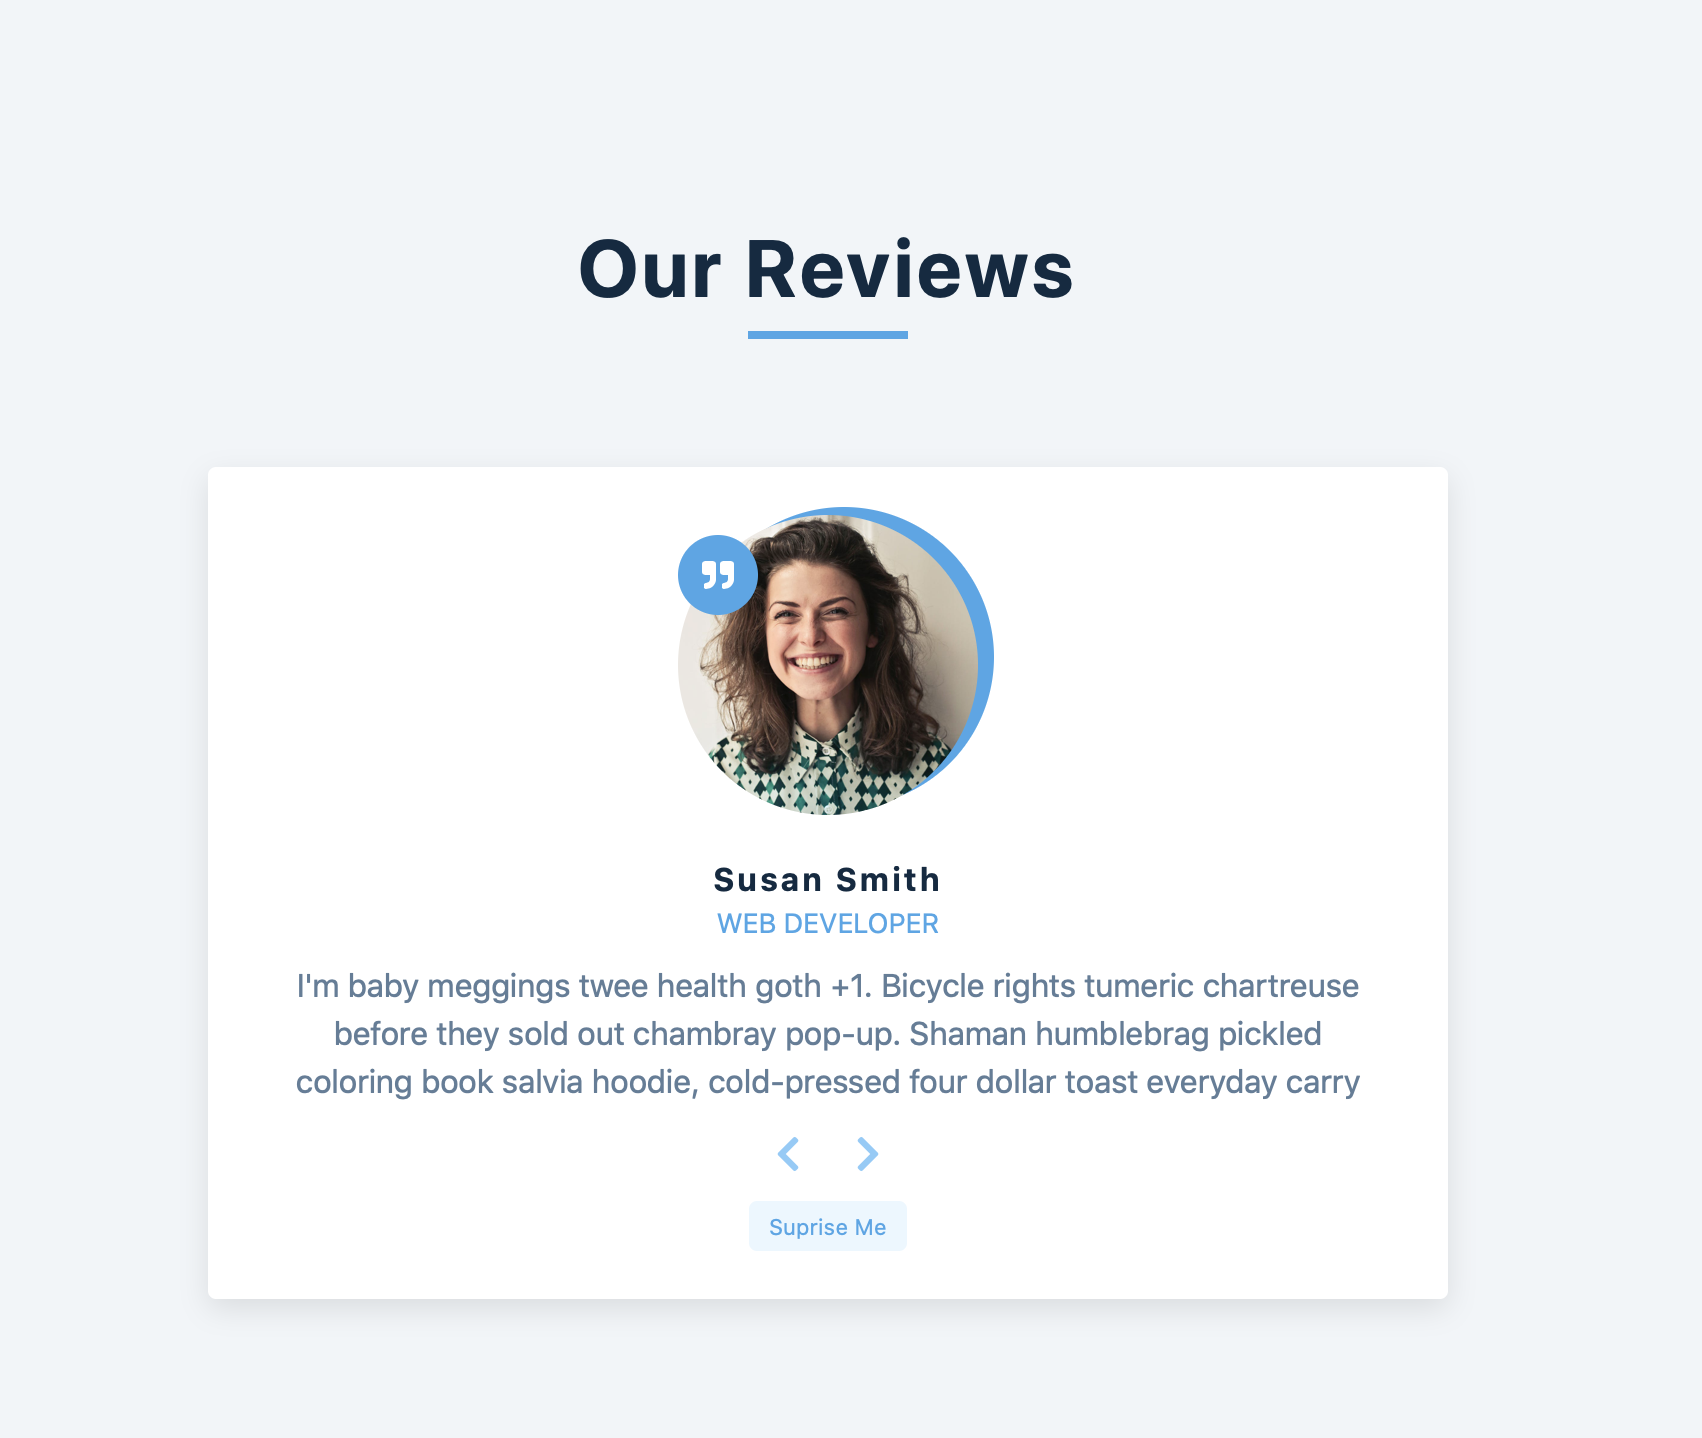 Our Reviews
Susan Smith
WEB DEVELOPER
I'm baby meggings twee health goth +1. Bicycle rights tumeric chartreuse
before they sold out chambray pop-up. Shaman humblebrag pickled
coloring book salvia hoodie, cold-pressed four dollar toast everyday carry
Suprise Me